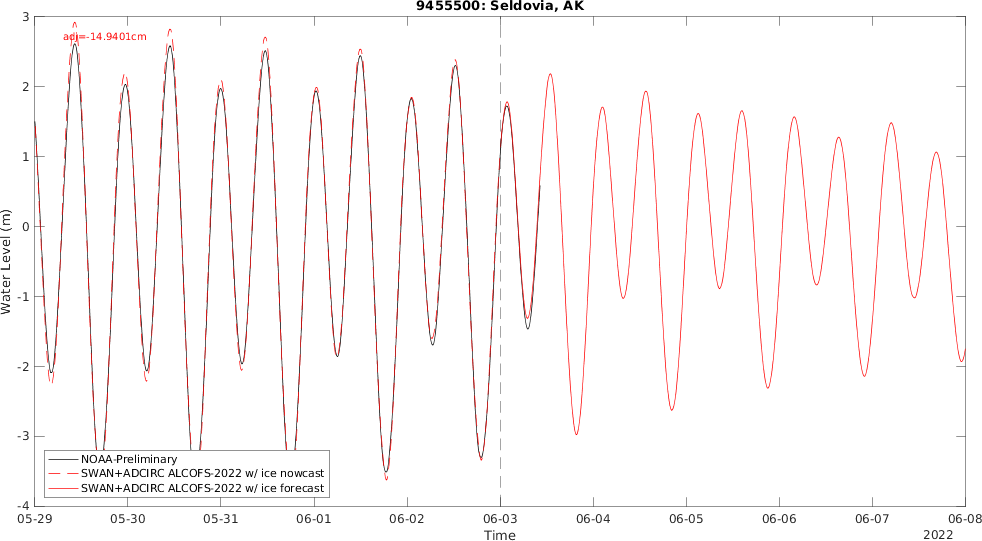 9455500: Seldovia, AK
adj=-14.9401cm
3
2
1
0
-1
-2
-3
-4
Water Level (m)
NOAA-Preliminary
SWAN+ADCIRC ALCOFS-2022 w/ ice nowcast
SWAN+ADCIRC ALCOFS-2022 w/ ice forecast
05-29 05-30 05-31 06-01 06-02 06-03 06-04 06-05 06-06 06-07 06-08
Time
2022